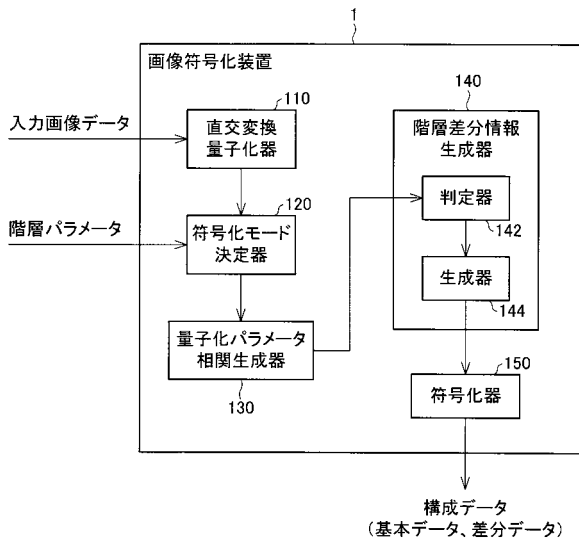 1
画像符号化装置
入力画像データ
110
直交変換
量子化器
階層パラメータ
120
符号化モード
決定器
量子化パラメータ
相関生成器
130
140
階層差分情報
生成器
判定器
142
生成器
144
150
符号化器
構成データ
(基本データ、差分データ)